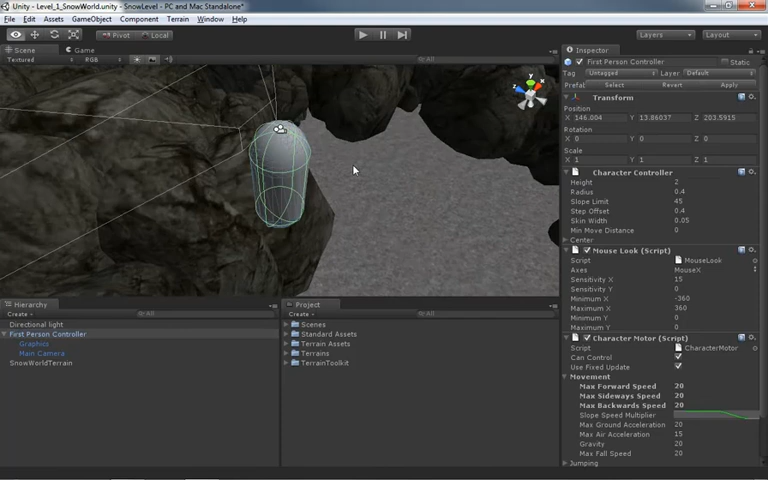 Unity - Level_1_SnowWorld.unity - SnowLevel - PC and Mac Standalone*
File Edit Assets GameObject Component Terrain Window Help
Pivot Local Layers Layout
Scene Game
Textured RGB All
y x z
Inspector
First Person Controller Static
Tag Untagged Layer Default
Prefab Select Revert Apply
Transform
Position
X 146.004 Y 13.86037 Z 203.5915
Rotation
X 0 Y 0 Z 0
Scale
X 1 Y 1 Z 1
Character Controller
Height 2
Radius 0.4
Slope Limit 45
Step Offset 0.4
Skin Width 0.05
Min Move Distance 0
Center
Mouse Look (Script)
Script MouseLook
Axes MouseX
Sensitivity X 15
Sensitivity Y 0
Minimum X -360
Maximum X 360
Minimum Y 0
Maximum Y 0
Character Motor (Script)
Script CharacterMotor
Can Control
Use Fixed Update
Movement
Max Forward Speed 20
Max Sideways Speed 20
Max Backwards Speed 20
Slope Speed Multiplier
Max Ground Acceleration 20
Max Air Acceleration 15
Gravity 20
Max Fall Speed 20
Jumping
Hierarchy
Create All
Directional light
First Person Controller
Graphics
Main Camera
SnowWorldTerrain
Project
Create All
Scenes
Standard Assets
Terrain Assets
Terrains
TerrainToolkit